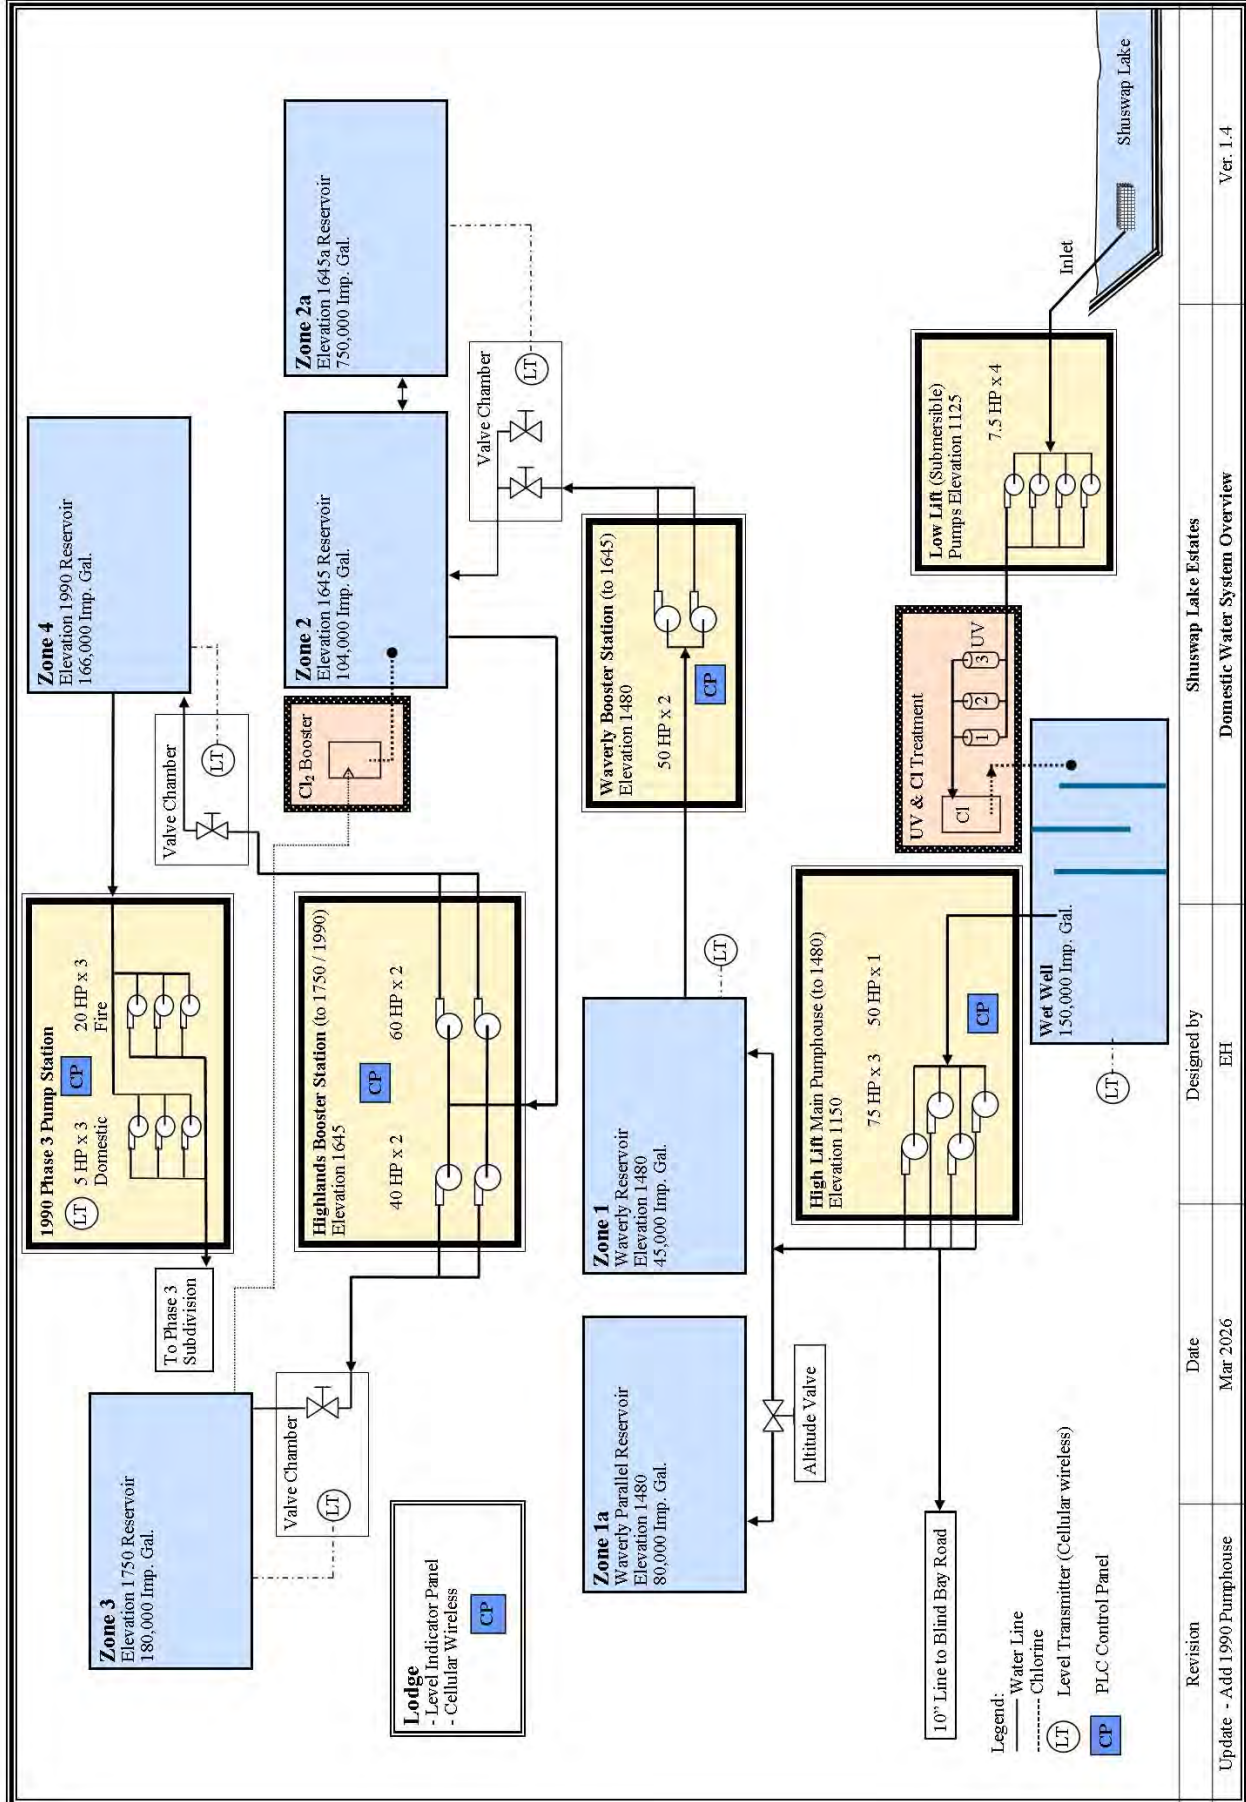 Zone 3
Elevation 1750 Reservoir
180,000 Imp. Gal.
Valve Chamber
LT
To Phase 3
Subdivision
1990 Phase 3 Pump Station
LT
5 HP x 3
Domestic
CP
20 HP x 3
Fire
Valve Chamber
LT
Zone 4
Elevation 1990 Reservoir
166,000 Imp. Gal.
Lodge
- Level Indicator Panel
- Cellular Wireless
CP
Highlands Booster Station (to 1750 / 1990)
Elevation 1645
40 HP x 2
CP
60 HP x 2
Cl₂ Booster
Zone 2
Elevation 1645 Reservoir
104,000 Imp. Gal.
Zone 2a
Elevation 1645a Reservoir
750,000 Imp. Gal.
Valve Chamber
LT
Zone 1a
Waverly Parallel Reservoir
Elevation 1480
80,000 Imp. Gal.
Altitude Valve
Zone 1
Waverly Reservoir
Elevation 1480
45,000 Imp. Gal.
LT
Waverly Booster Station (to 1645)
Elevation 1480
50 HP x 2
CP
10” Line to Blind Bay Road
High Lift Main Pumphouse (to 1480)
Elevation 1150
75 HP x 3
50 HP x 1
CP
UV & Cl Treatment
Cl
1
2
3
UV
Low Lift (Submersible)
Pumps Elevation 1125
7.5 HP x 4
Inlet
Shuswap Lake
LT
Wet Well
150,000 Imp. Gal.
Legend:
Water Line
Chlorine
LT
Level Transmitter (Cellular wireless)
CP
PLC Control Panel
Revision
Date
Designed by
Shuswap Lake Estates
Update - Add 1990 Pumphouse
Mar 2026
EH
Domestic Water System Overview
Ver. 1.4